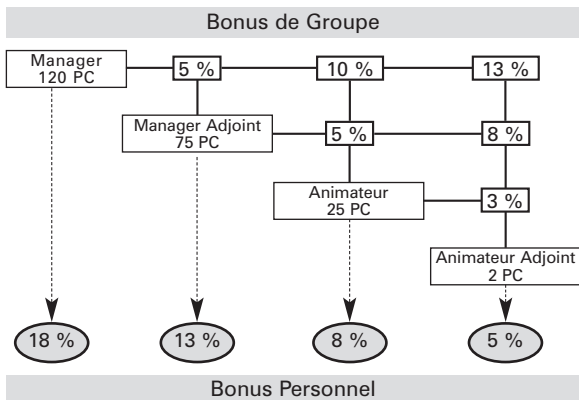 Bonus de Groupe
Manager
120 PC
5 %
10 %
13 %
Manager Adjoint
75 PC
5 %
8 %
Animateur
25 PC
3 %
Animateur Adjoint
2 PC
18 %
13 %
8 %
5 %
Bonus Personnel